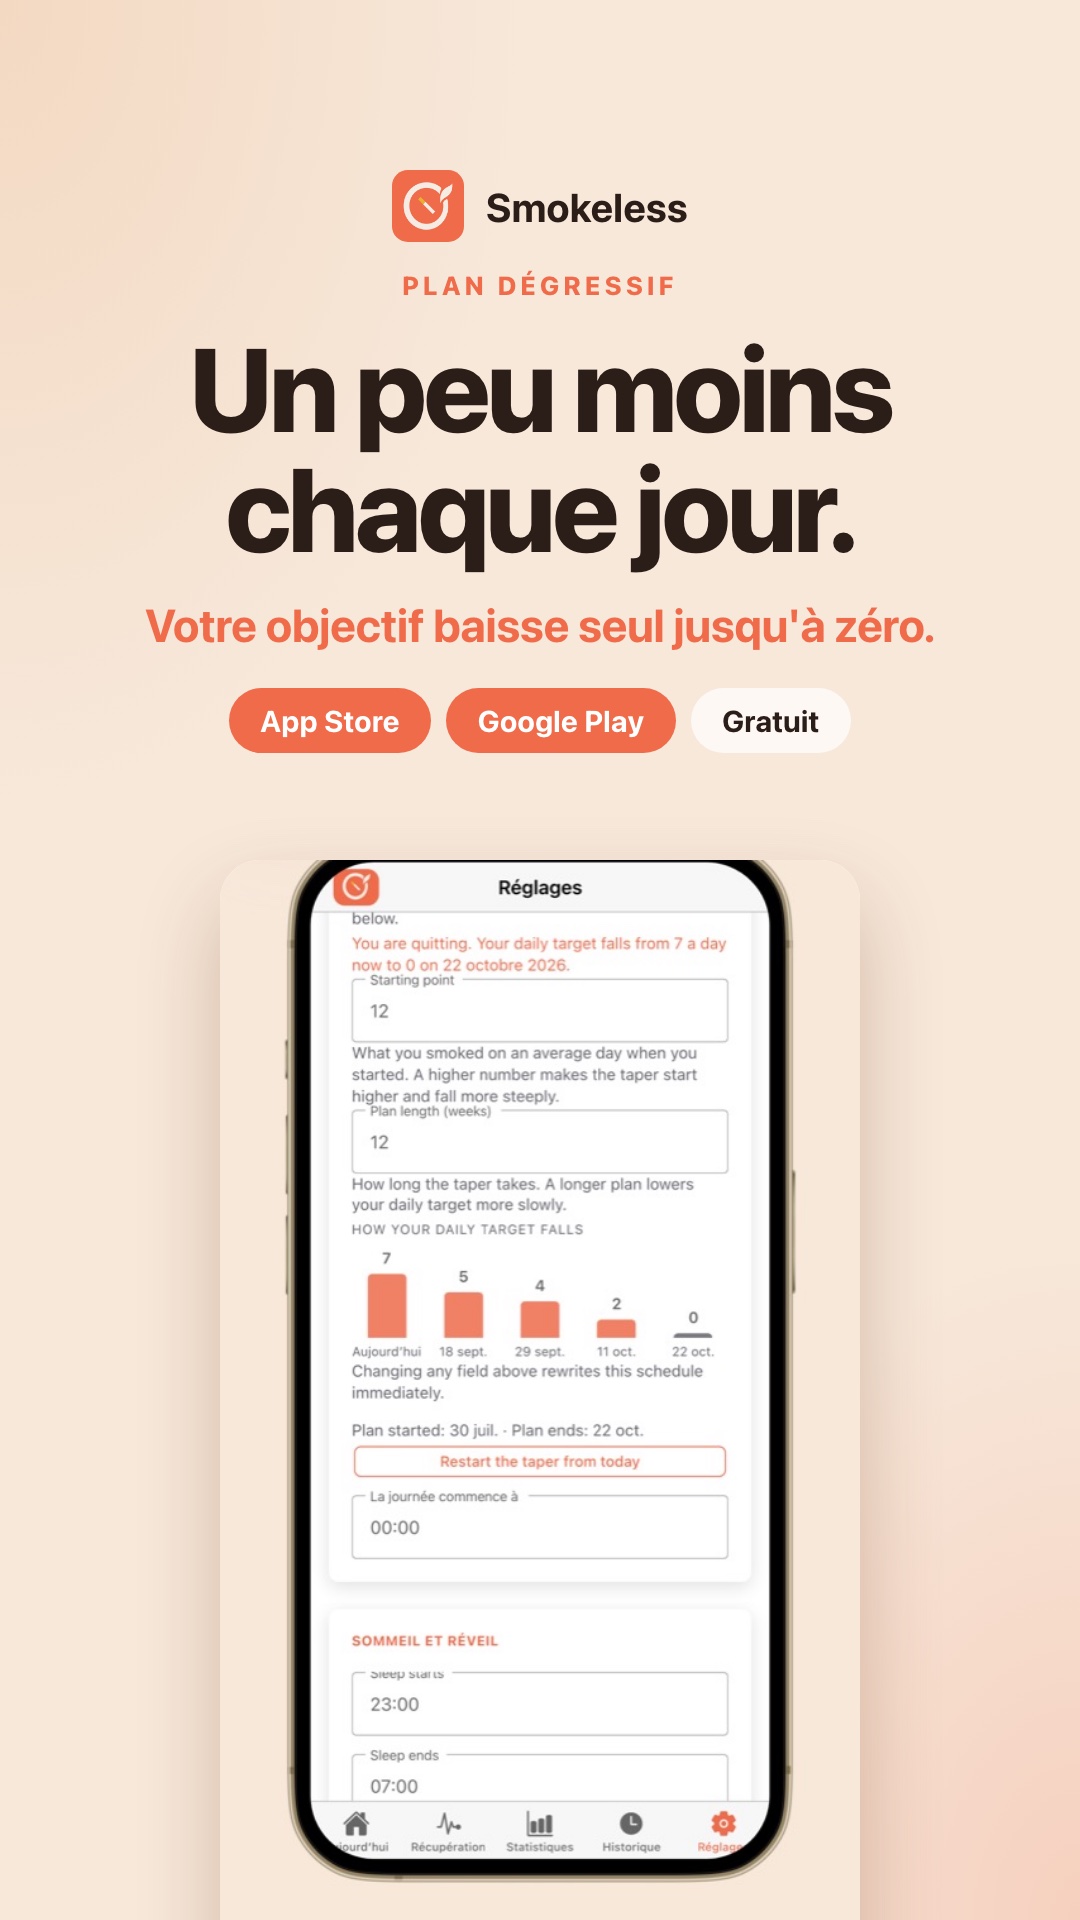 Smokeless
PLAN DÉGRESSIF
Un peu moins
chaque jour.
Votre objectif baisse seul jusqu'à zéro.
App Store
Google Play
Gratuit
Réglages
below.
You are quitting. Your daily target falls from 7 a day
now to 0 on 22 octobre 2026.
Starting point
12
What you smoked on an average day when you
started. A higher number makes the taper start
higher and fall more steeply.
Plan length (weeks)
12
How long the taper takes. A longer plan lowers
your daily target more slowly.
HOW YOUR DAILY TARGET FALLS
7 5 4 2 0
Aujourd'hui 18 sept. 29 sept. 11 oct. 22 oct.
Changing any field above rewrites this schedule
immediately.
Plan started: 30 juil. · Plan ends: 22 oct.
Restart the taper from today
La journée commence à
00:00
SOMMEIL ET RÉVEIL
Sleep starts
23:00
Sleep ends
07:00
jourd'hui Récupération Statistiques Historique Réglage